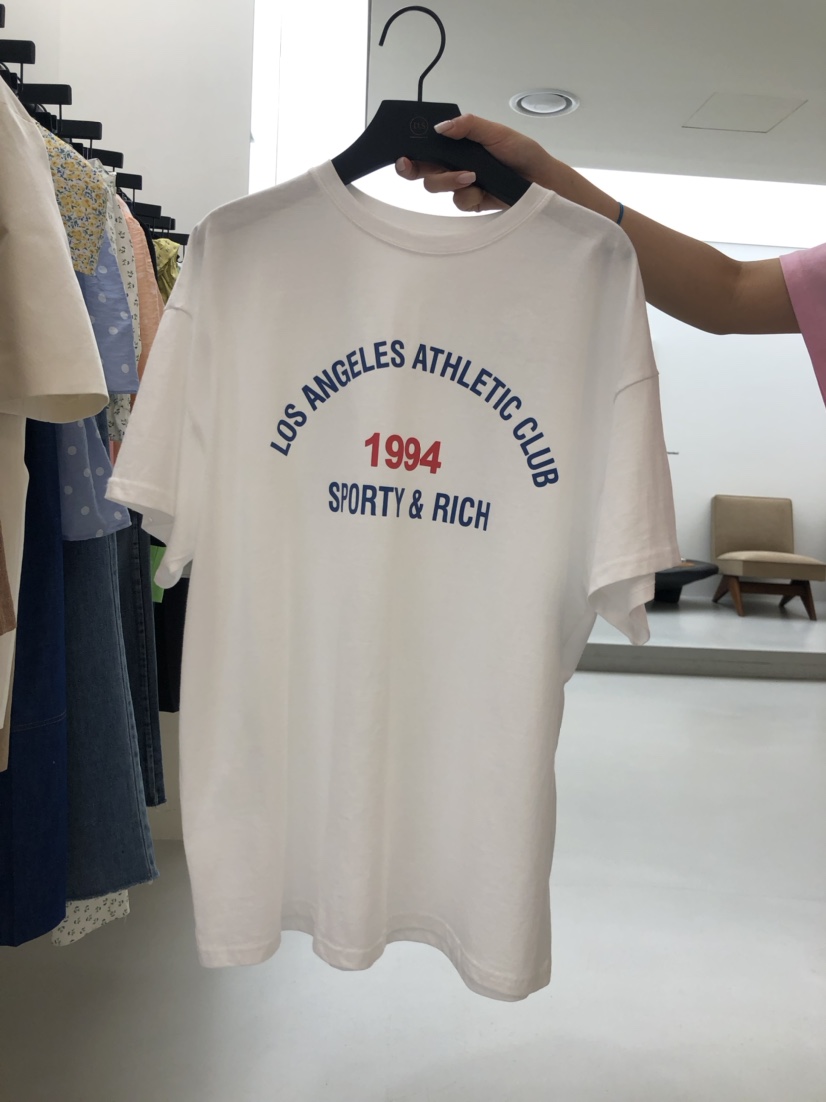 LOS ANGELES ATHLETIC CLUB
1994
SPORTY & RICH